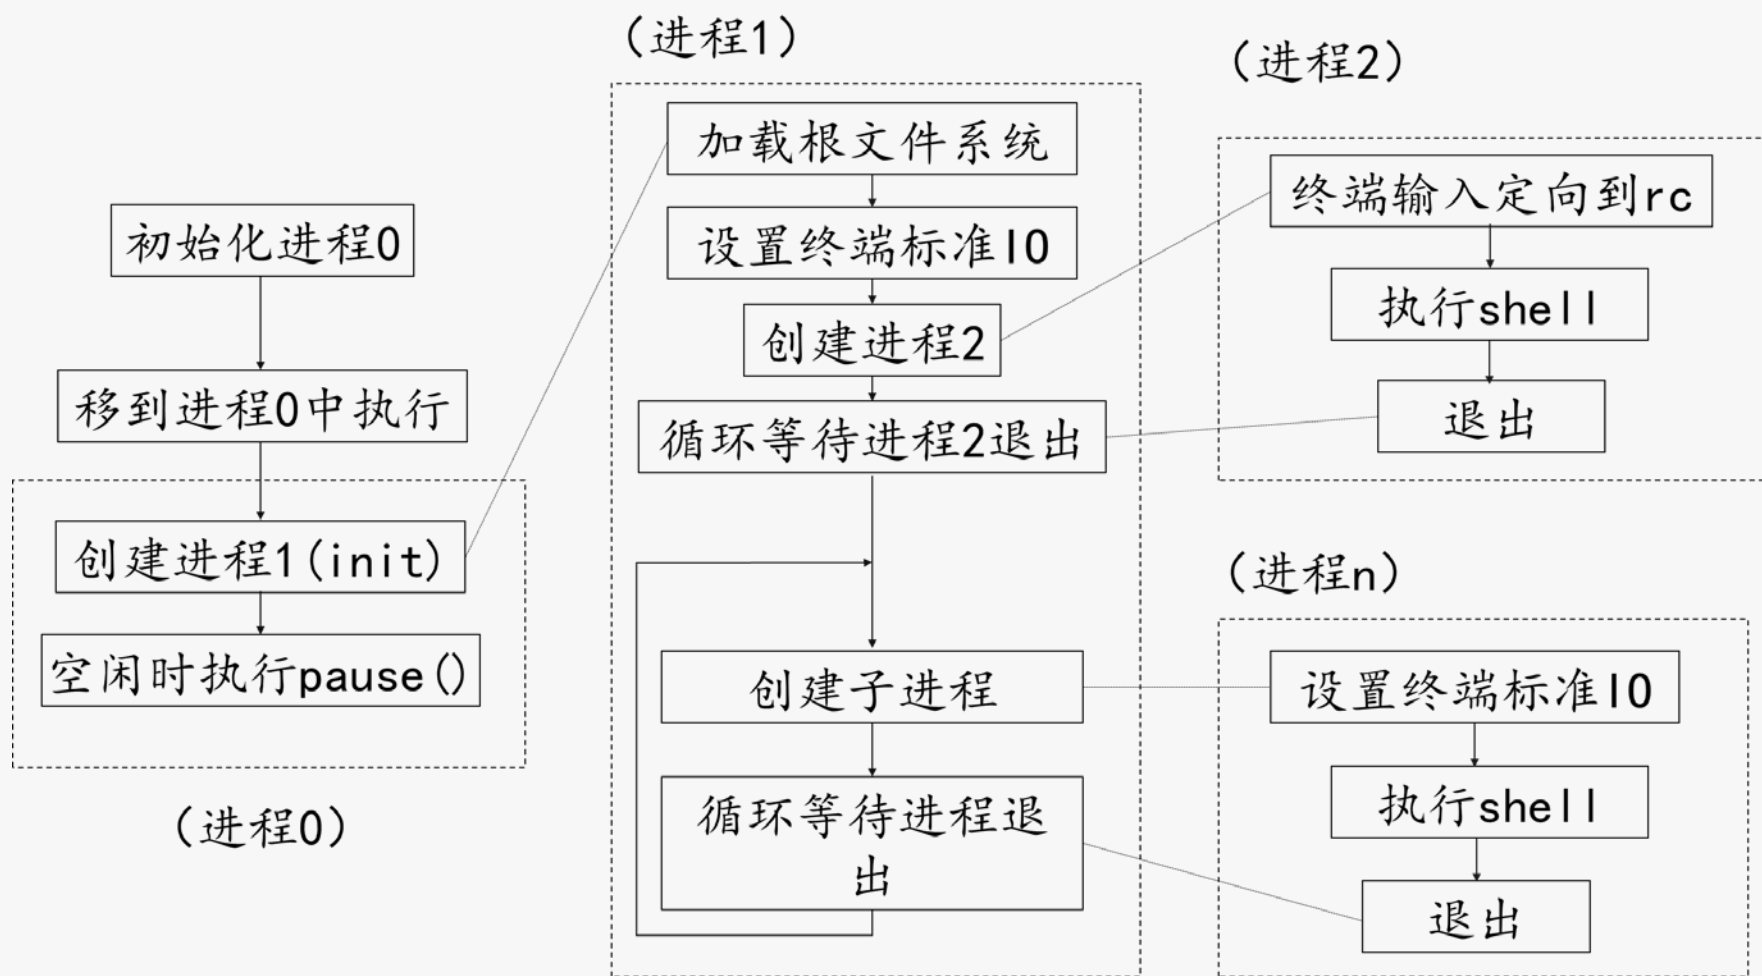 初始化进程0
移到进程0中执行
创建进程1(init)
空闲时执行pause()
(进程0)
(进程1)
加载根文件系统
设置终端标准IO
创建进程2
循环等待进程2退出
创建子进程
循环等待进程退
出
(进程2)
终端输入定向到rc
执行shell
退出
(进程n)
设置终端标准IO
执行shell
退出